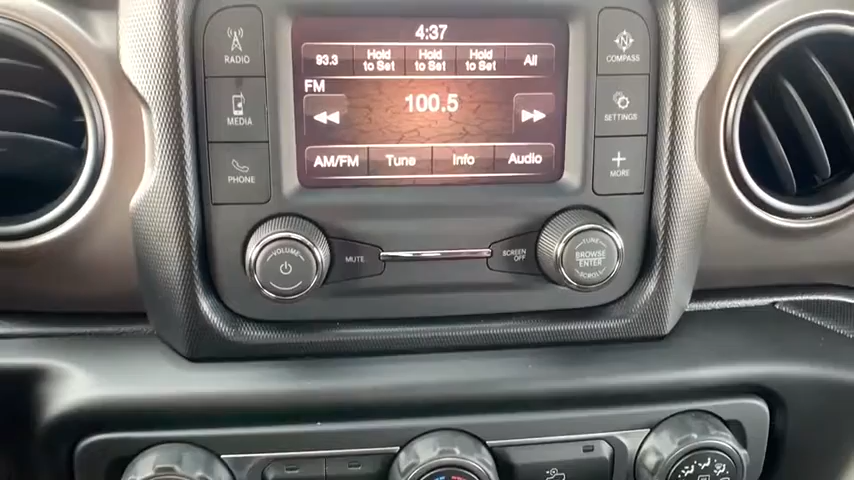 4:37
RADIO
93.3 Hold to Set Hold to Set Hold to Set All
COMPASS
FM
100.5
MEDIA
SETTINGS
PHONE
AM/FM Tune Info Audio
MORE
VOLUME
MUTE
SCREEN OFF
TUNE
BROWSE
ENTER
SCROLL